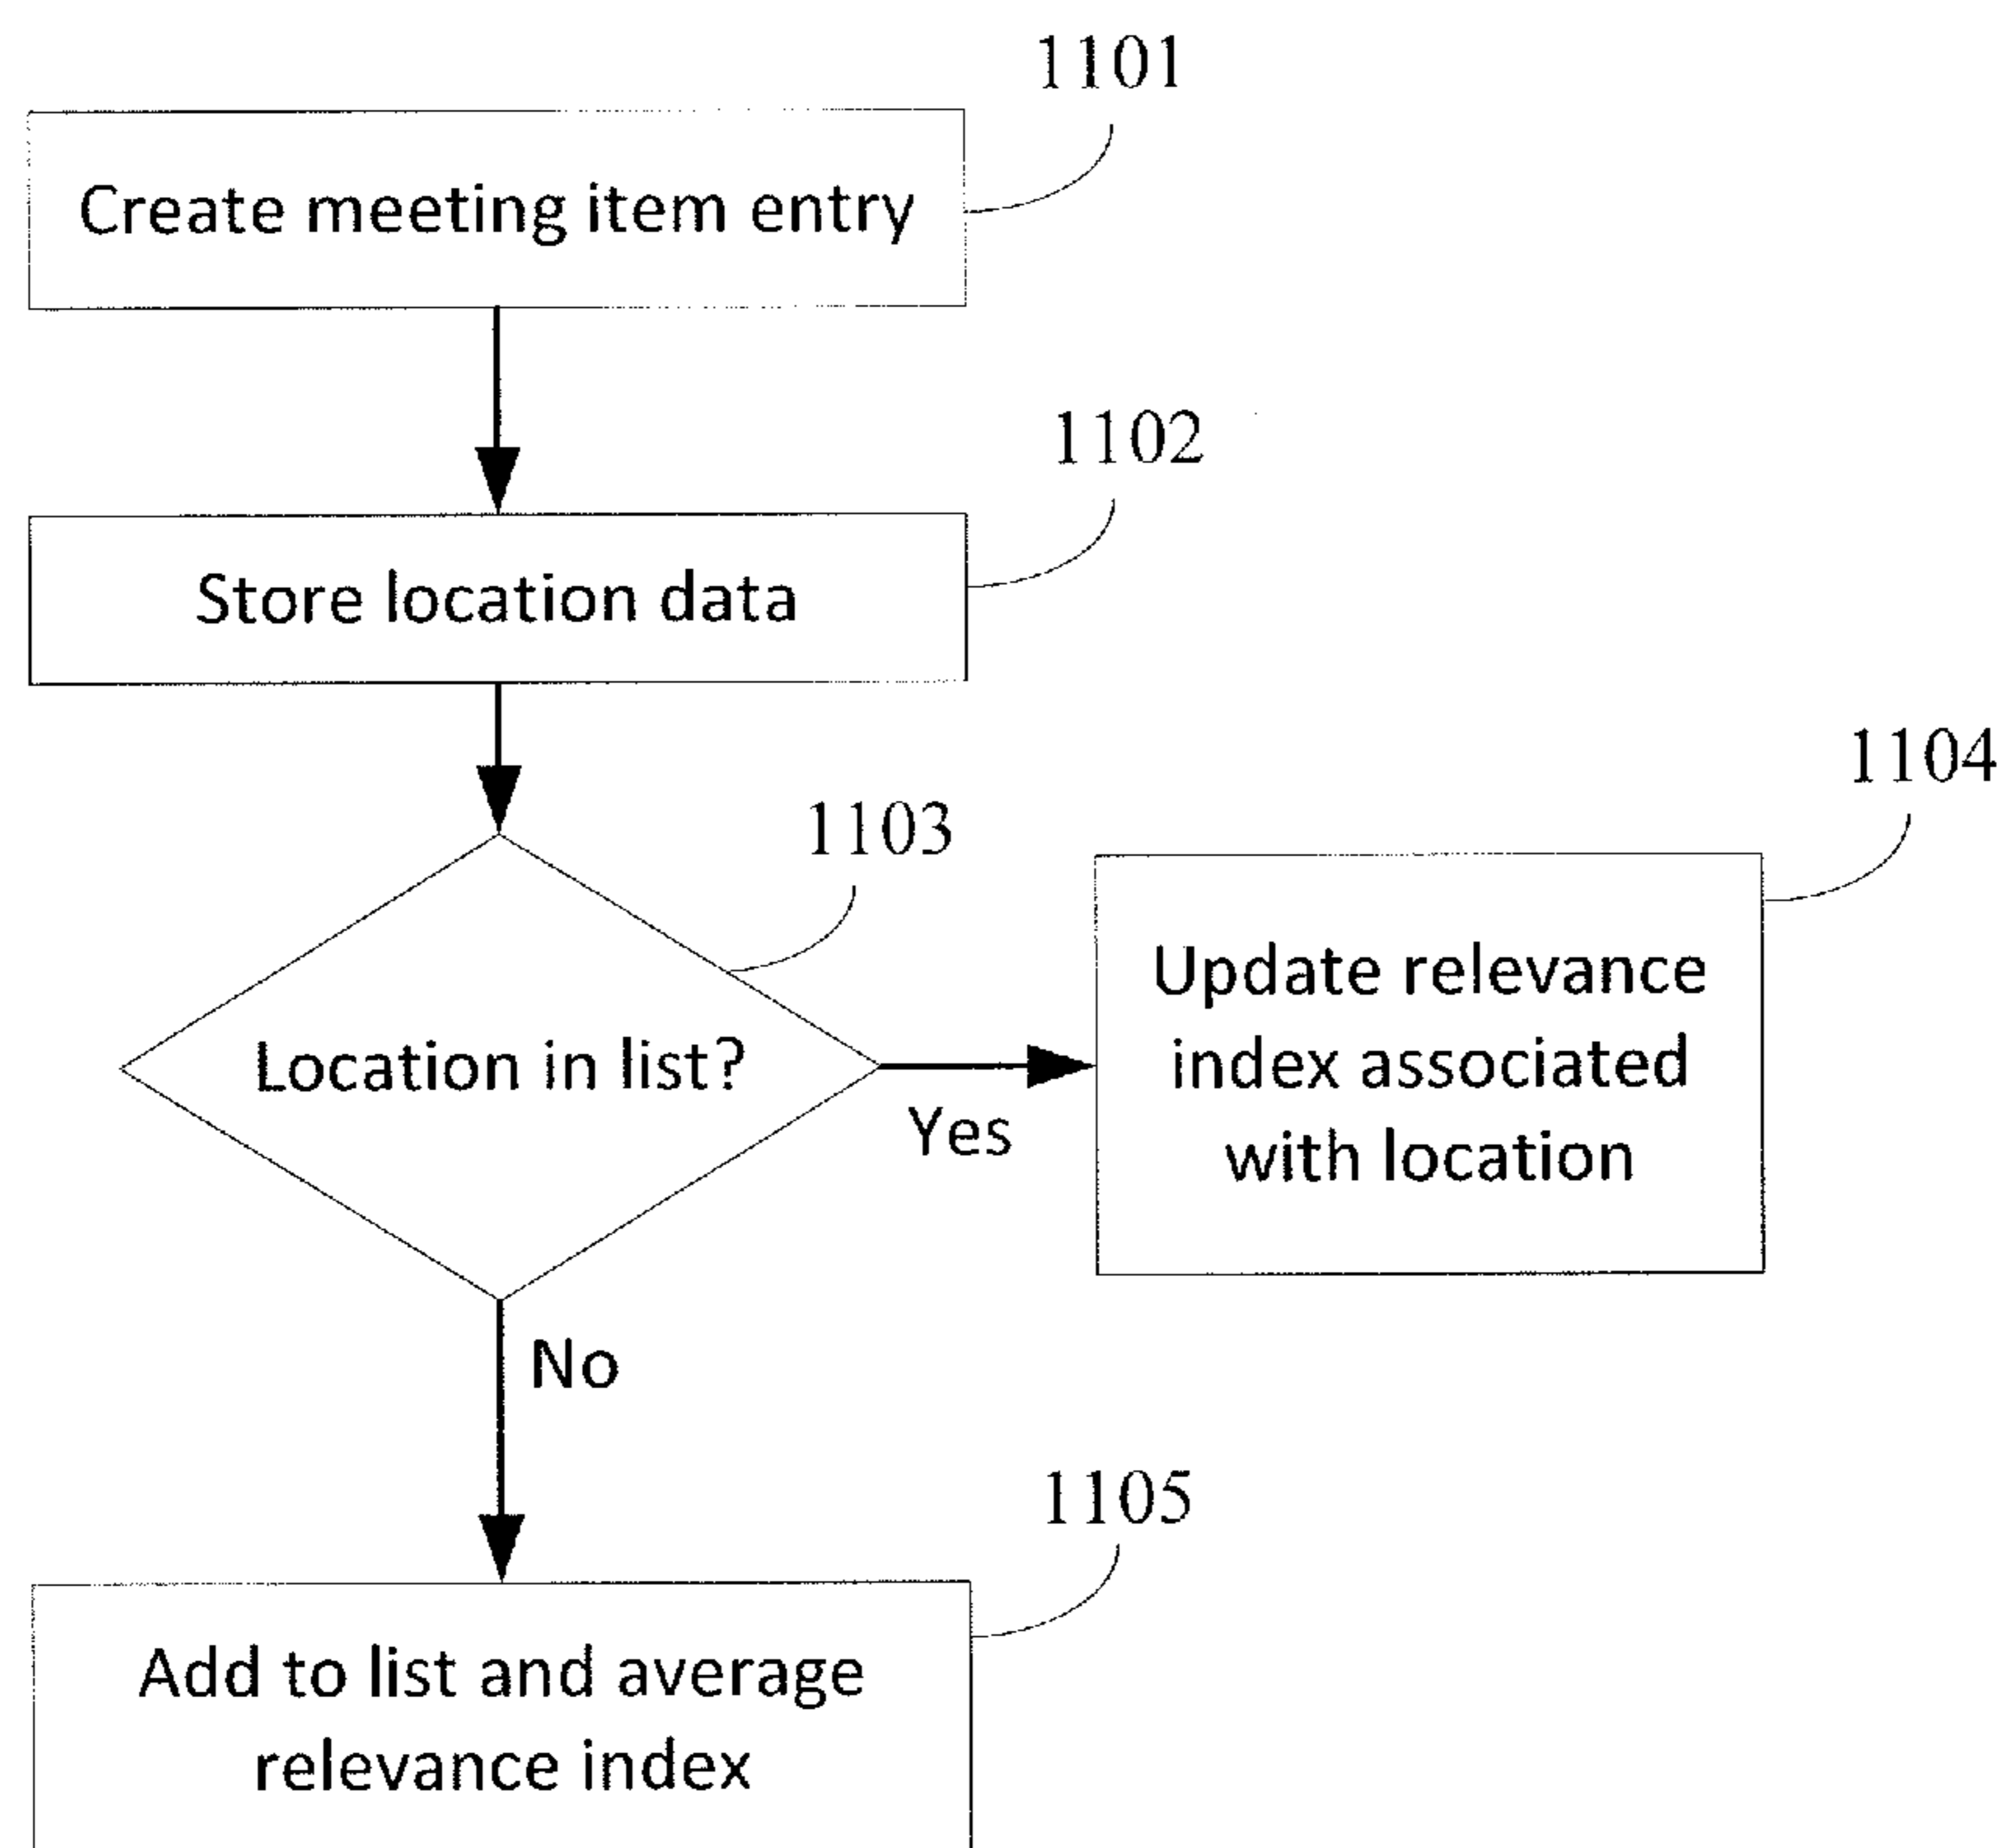 1101
Create meeting item entry
1102
Store location data
1103
Location in list?
Yes
1104
Update relevance
index associated
with location
No
1105
Add to list and average
relevance index